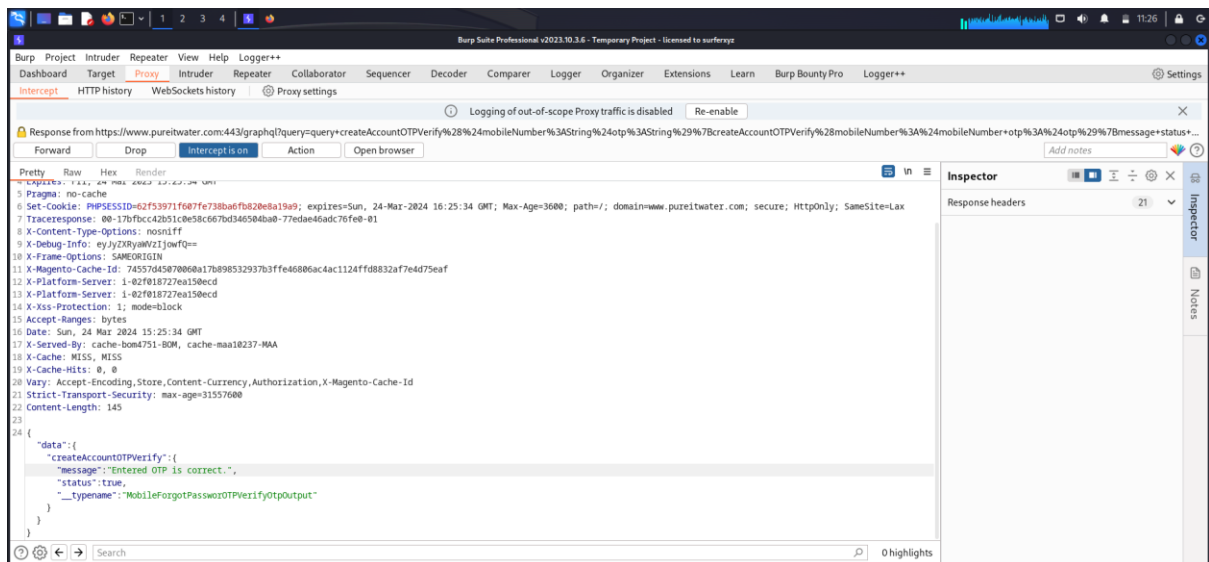 1 2 3 4 11:26
Burp Suite Professional v2023.10.3.6 - Temporary Project - licensed to surferxyz
Burp Project Intruder Repeater View Help Logger++
Dashboard Target Proxy Intruder Repeater Collaborator Sequencer Decoder Comparer Logger Organizer Extensions Learn Burp Bounty Pro Logger++ Settings
Intercept HTTP history WebSockets history Proxy settings
Logging of out-of-scope Proxy traffic is disabled Re-enable
Response from https://www.pureitwater.com:443/graphql?query=query+createAccountOTPVerify%28%24mobileNumber%3AString%24otp%3AString%29%7BcreateAccountOTPVerify%28mobileNumber%3A%24mobileNumber+otp%3A%24otp%29%7Bmessage+status+...
Forward Drop Intercept is on Action Open browser Add notes
Pretty Raw Hex Render \n
Inspector
Response headers 21
Inspector
Notes
5 Pragma: no-cache
6 Set-Cookie: PHPSESSID=62f53971f607fe738ba6fb820e8a19a9; expires=Sun, 24-Mar-2024 16:25:34 GMT; Max-Age=3600; path=/; domain=www.pureitwater.com; secure; HttpOnly; SameSite=Lax
7 Traceresponse: 00-17bfbcc42b51c0e58c667bd346504ba0-77edae46adc76fe0-01
8 X-Content-Type-Options: nosniff
9 X-Debug-Info: eyJyZXRyaWVzIjowfQ==
10 X-Frame-Options: SAMEORIGIN
11 X-Magento-Cache-Id: 74557d45070060a17b898532937b3ffe46806ac4ac1124ffd8832af7e4d75eaf
12 X-Platform-Server: i-02f018727ea150ecd
13 X-Platform-Server: i-02f018727ea150ecd
14 X-Xss-Protection: 1; mode=block
15 Accept-Ranges: bytes
16 Date: Sun, 24 Mar 2024 15:25:34 GMT
17 X-Served-By: cache-bom4751-BOM, cache-maa10237-MAA
18 X-Cache: MISS, MISS
19 X-Cache-Hits: 0, 0
20 Vary: Accept-Encoding,Store,Content-Currency,Authorization,X-Magento-Cache-Id
21 Strict-Transport-Security: max-age=31557600
22 Content-Length: 145
23
24 {
"data":{
"createAccountOTPVerify":{
"message":"Entered OTP is correct.",
"status":true,
"__typename":"MobileForgotPassworOTPVerifyOtpOutput"
}
}
}
Search 0 highlights